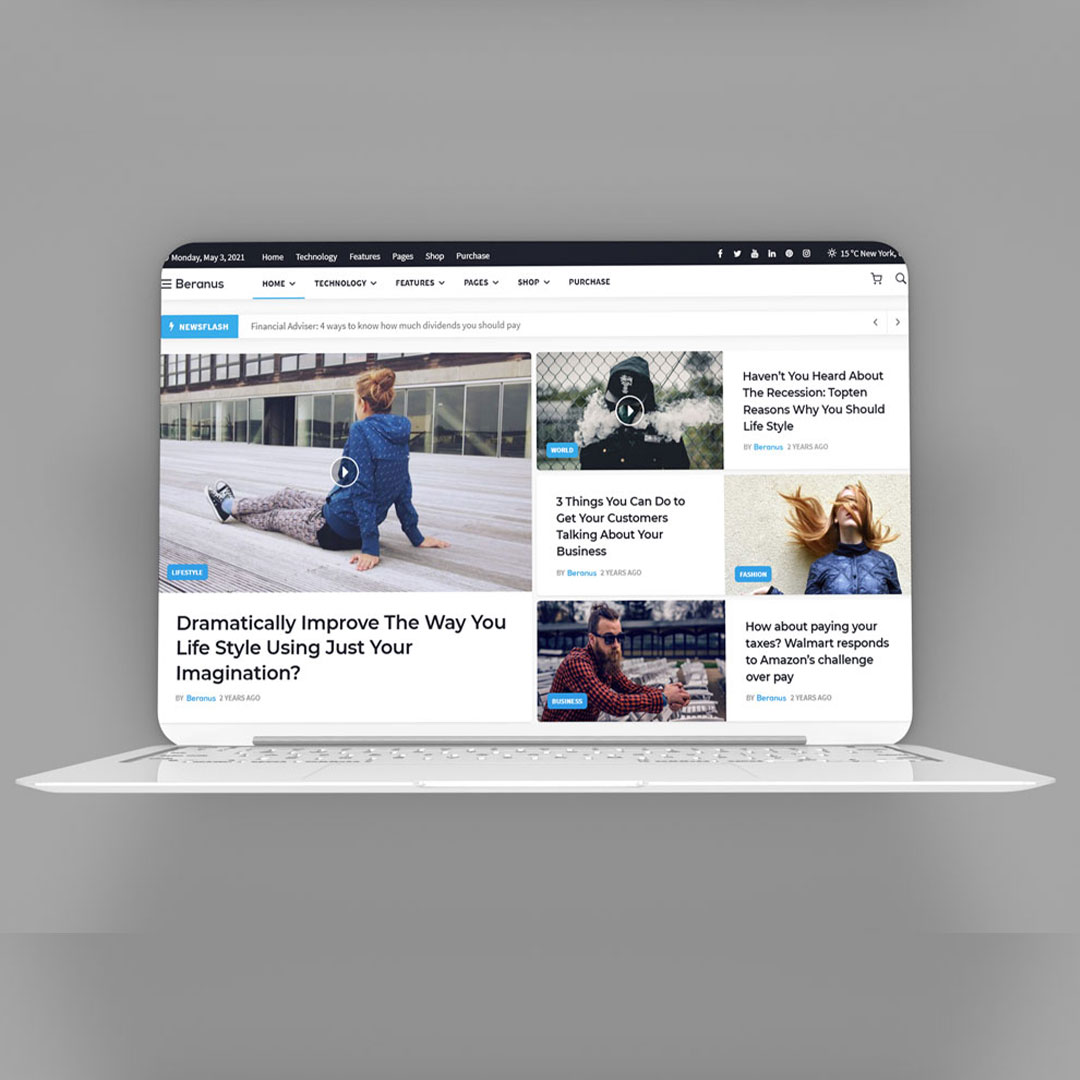 Monday, May 3, 2021 Home Technology Features Pages Shop Purchase 15 °C New York,
Beranus HOME TECHNOLOGY FEATURES PAGES SHOP PURCHASE
NEWSFLASH Financial Adviser: 4 ways to know how much dividends you should pay
LIFESTYLE
Dramatically Improve The Way You
Life Style Using Just Your
Imagination?
BY Beranus 2 YEARS AGO
WORLD
Haven't You Heard About
The Recession: Topten
Reasons Why You Should
Life Style
BY Beranus 2 YEARS AGO
3 Things You Can Do to
Get Your Customers
Talking About Your
Business
BY Beranus 2 YEARS AGO
FASHION
BUSINESS
How about paying your
taxes? Walmart responds
to Amazon's challenge
over pay
BY Beranus 2 YEARS AGO